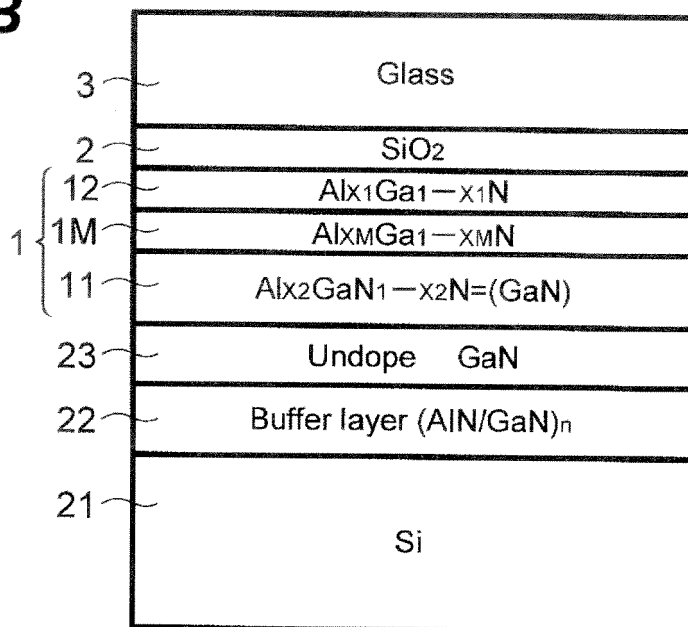 B
3 Glass
2 SiO2
12 Alx1Ga1—x1N
1 1M AlxMGa1—xMN
11 Alx2GaN1—x2N=(GaN)
23 Undope GaN
22 Buffer layer (AlN/GaN)n
21 Si